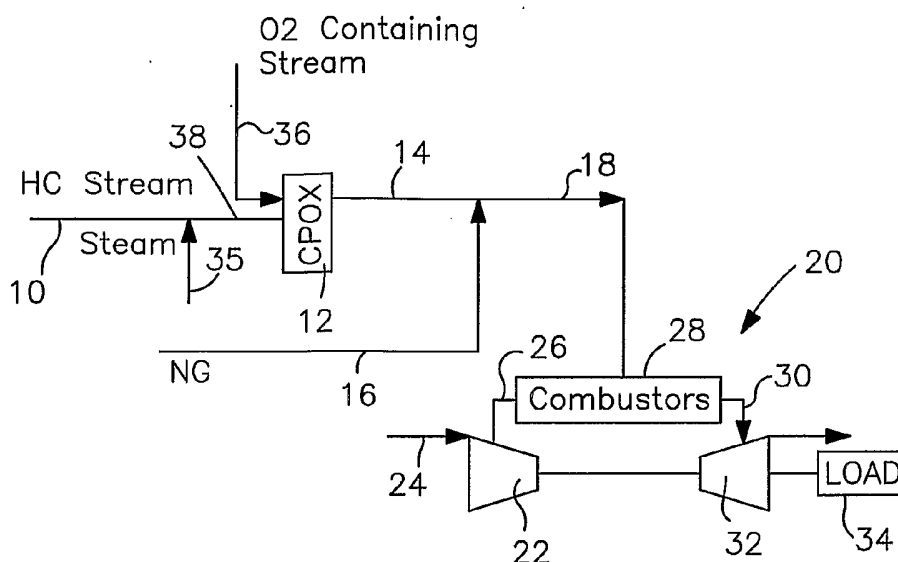 O2 Containing
Stream
36
38
14
18
HC Stream
CPOX
Steam
35
10
12
20
NG
16
26
28
30
Combustors
24
22
32
LOAD
34